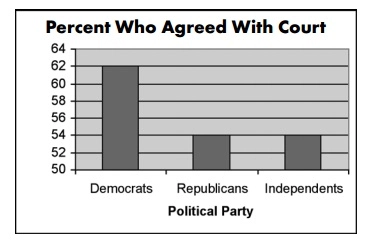 Percent Who Agreed With Court
64
62
60
58
56
54
52
50
Democrats Republicans Independents
Political Party